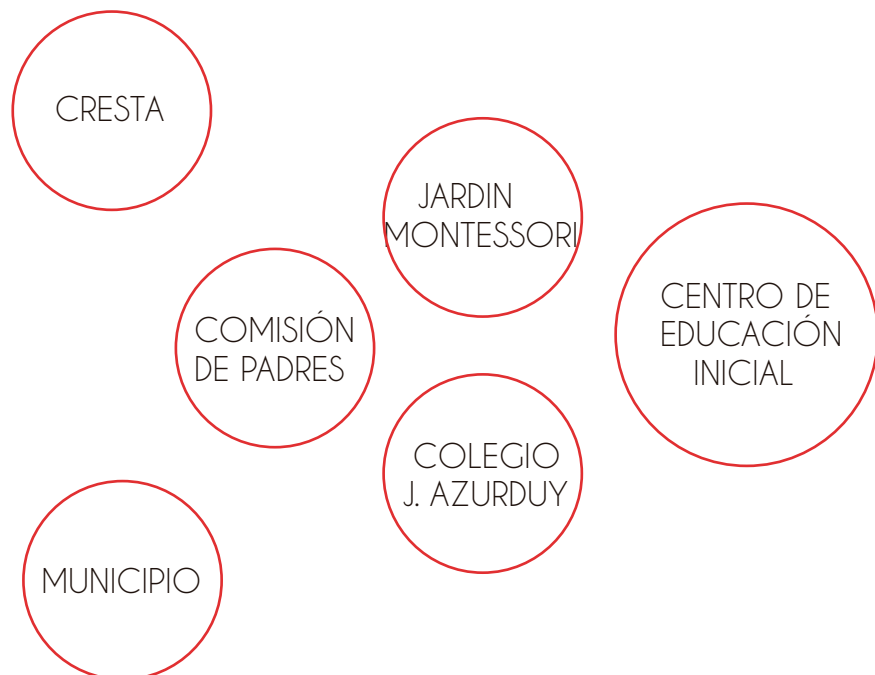 CRESTA
JARDIN
MONTESSORI
COMISIÓN
DE PADRES
CENTRO DE
EDUCACIÓN
INICIAL
COLEGIO
J. AZURDUY
MUNICIPIO